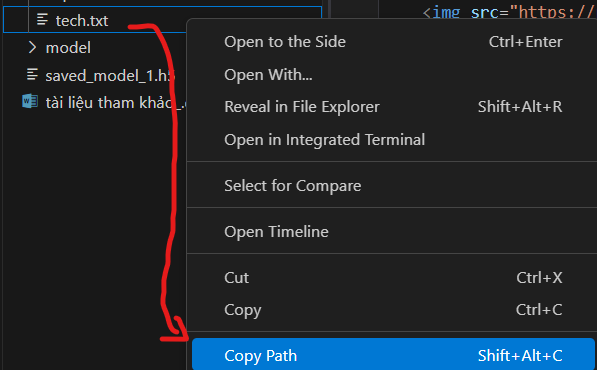 <img src="https://
tech.txt
model
saved_model_1.h5
tài liệu tham khảo_.
Open to the Side Ctrl+Enter
Open With...
Reveal in File Explorer Shift+Alt+R
Open in Integrated Terminal
Select for Compare
Open Timeline
Cut Ctrl+X
Copy Ctrl+C
Copy Path Shift+Alt+C